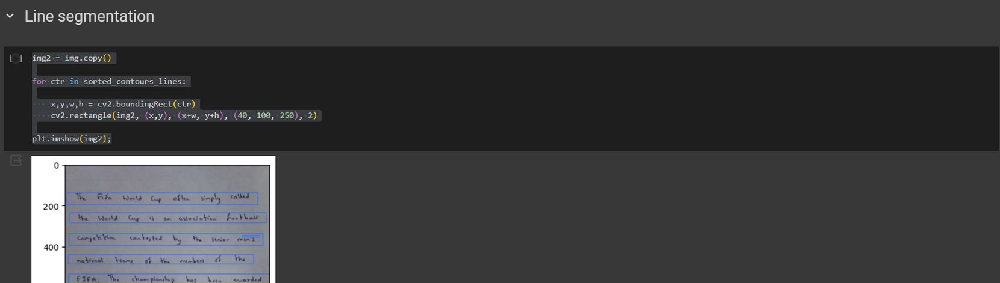 Line segmentation
[ ]
img2 = img.copy()
for ctr in sorted_contours_lines:
x,y,w,h = cv2.boundingRect(ctr)
cv2.rectangle(img2, (x,y), (x+w, y+h), (40, 100, 250), 2)
plt.imshow(img2);
0
The Fifa World Cup often simply called
200
the World Cup is an association football
competition contested by the senior men's
400
national teams of the members of the
FIFA. The championship has been awarded